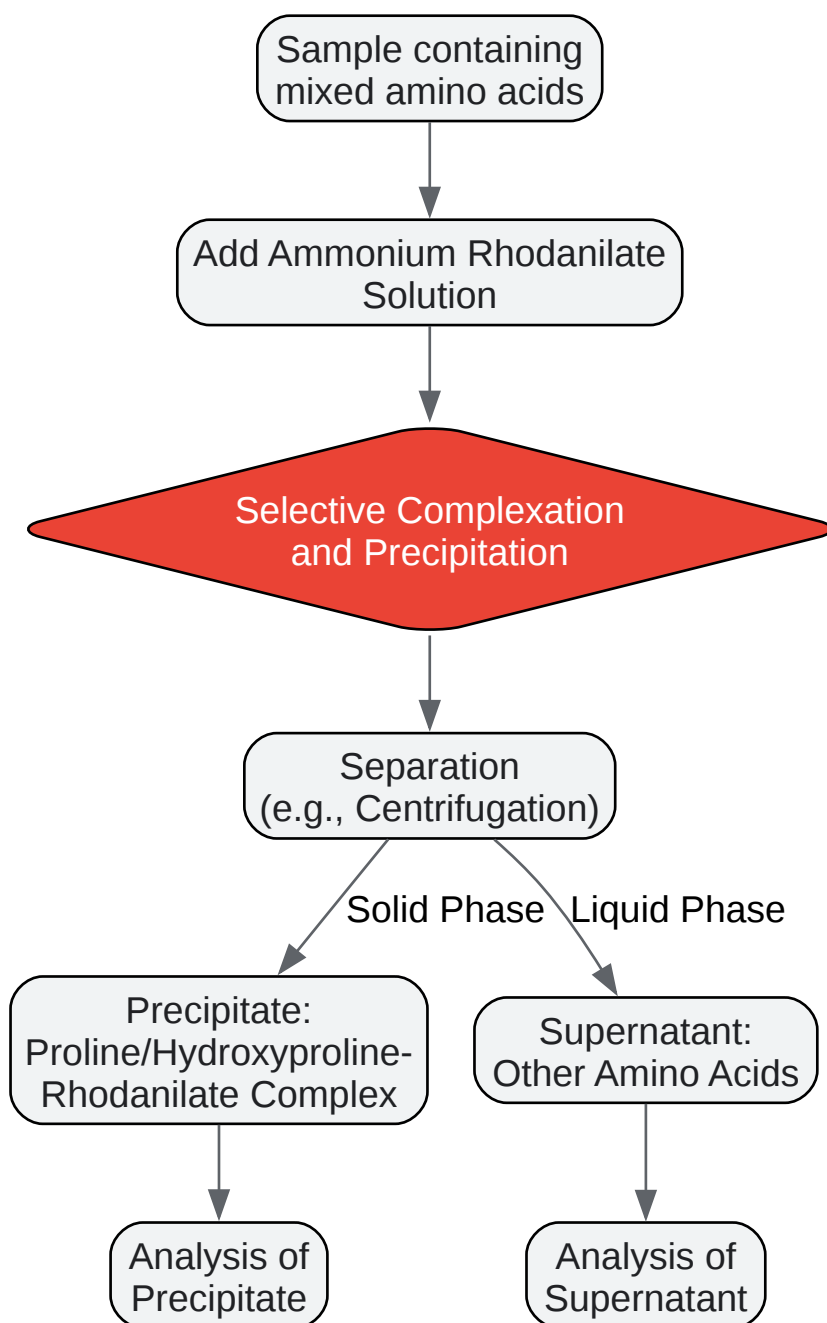 Sample containing
mixed amino acids
Add Ammonium Rhodanilate
Solution
Selective Complexation
and Precipitation
Separation
(e.g., Centrifugation)
Solid Phase
Liquid Phase
Precipitate:
Proline/Hydroxyproline-
Rhodanilate Complex
Supernatant:
Other Amino Acids
Analysis of
Precipitate
Analysis of
Supernatant